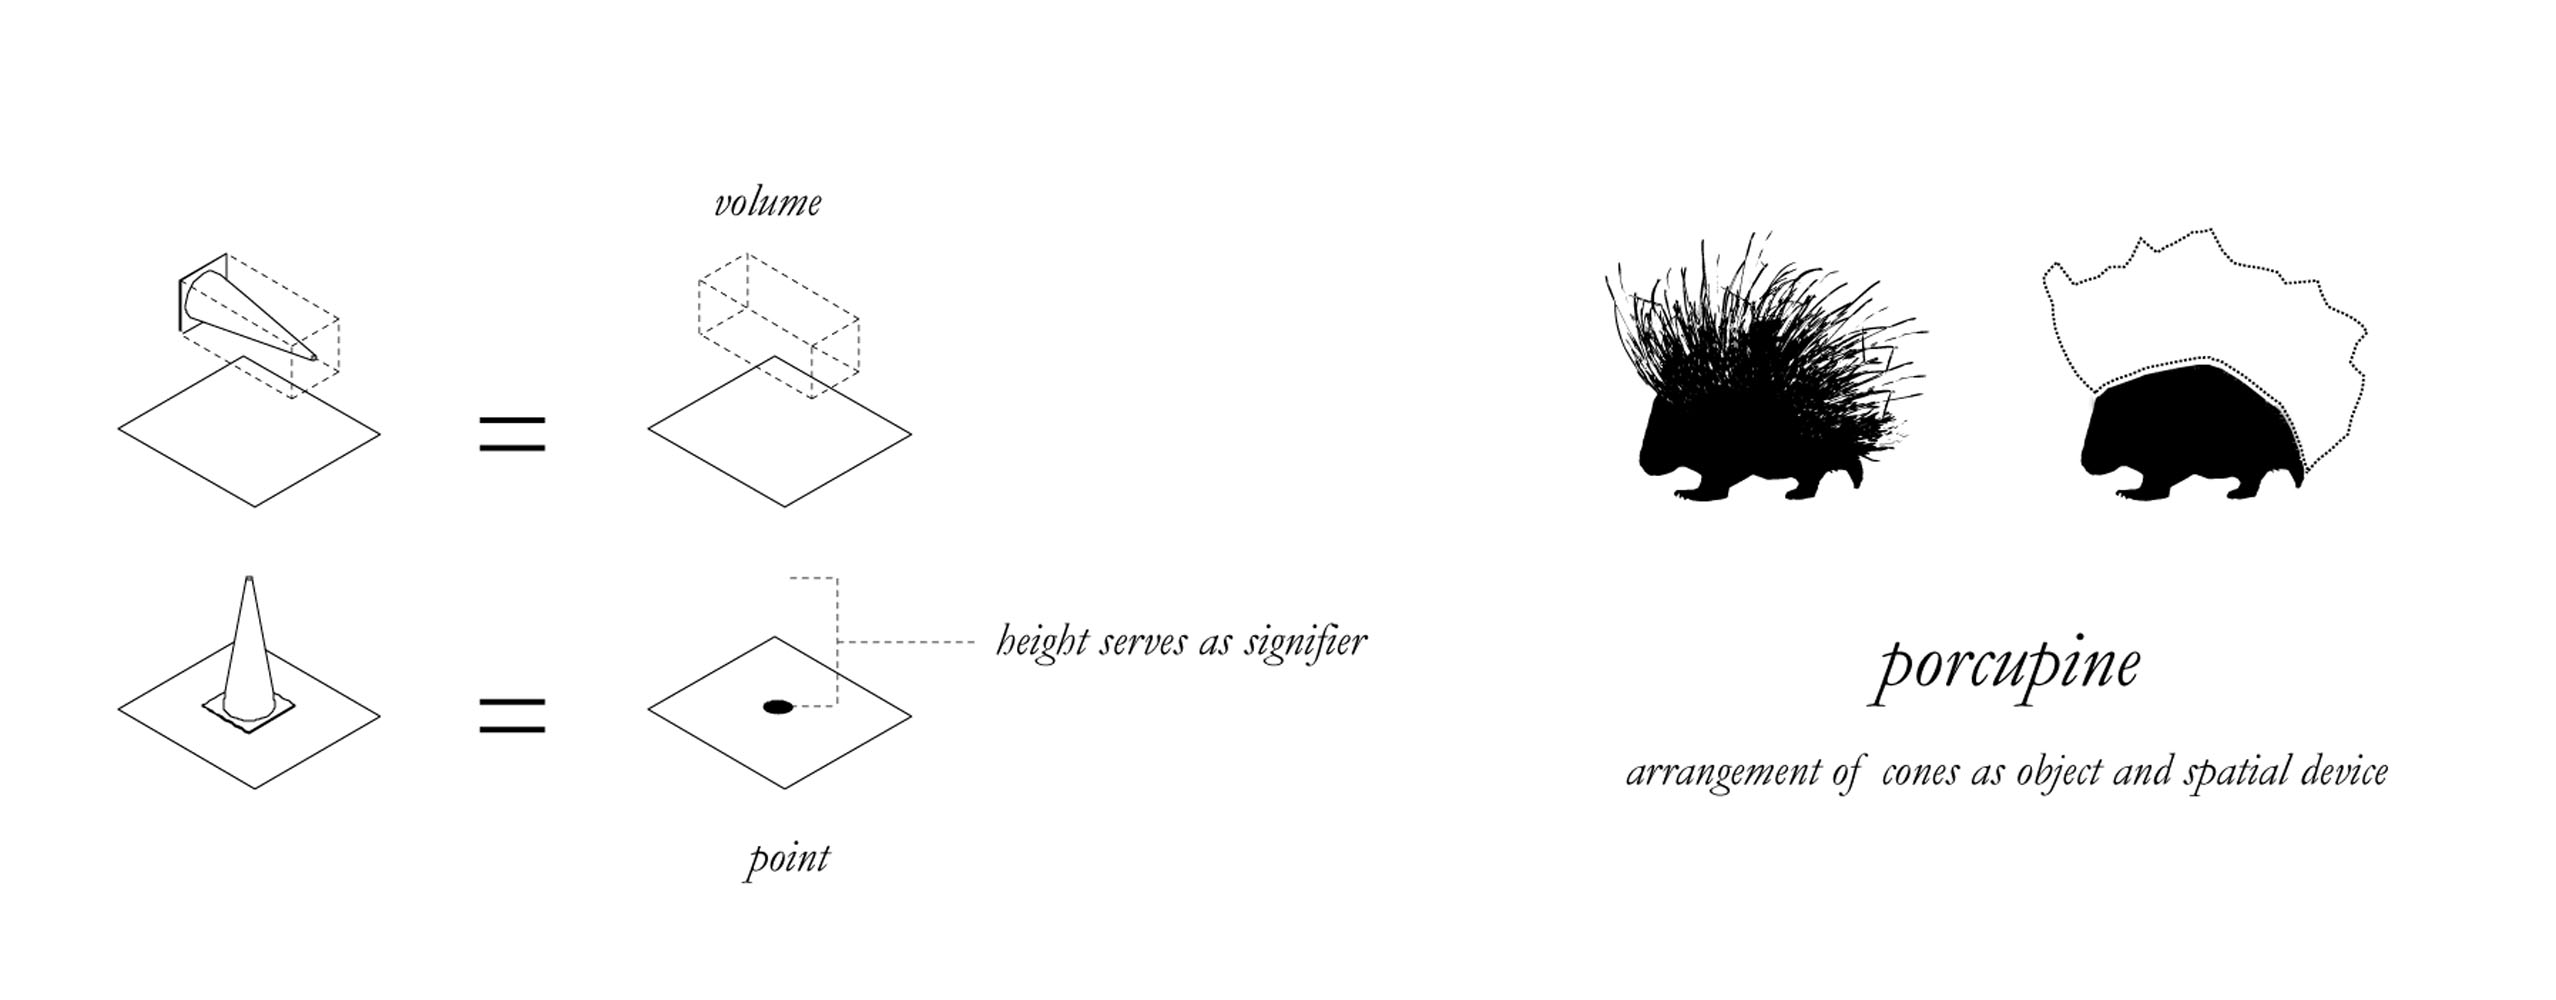 volume
height serves as signifier
point
porcupine
arrangement of cones as object and spatial device